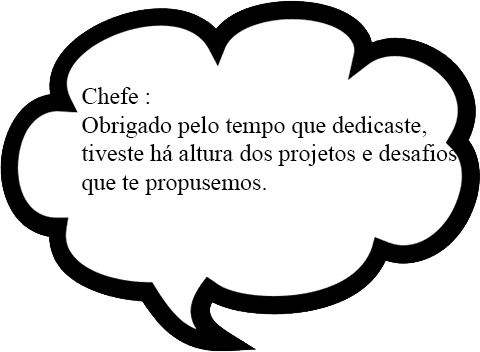 Chefe :
Obrigado pelo tempo que dedicaste,
tiveste há altura dos projetos e desafios
que te propusemos.